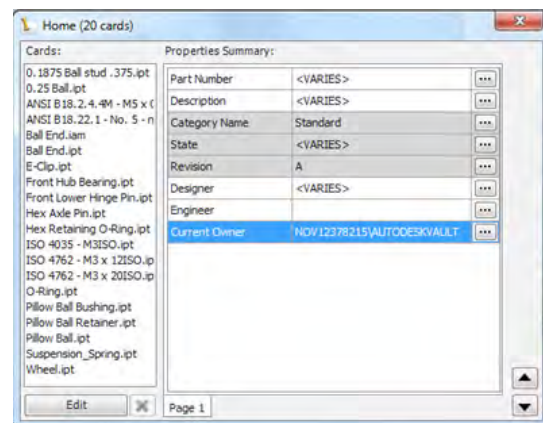 Home (20 cards)
Cards:
Properties Summary:
0.1875 Ball stud .375.ipt
0.25 Ball.ipt
ANSI B18.2.4.4M - M5 x (
ANSI B18.22.1 - No. 5 - n
Ball End.iam
Ball End.ipt
E-Clip.ipt
Front Hub Bearing.ipt
Front Lower Hinge Pin.ipt
Hex Axle Pin.ipt
Hex Retaining O-Ring.ipt
ISO 4035 - M3ISO.ipt
ISO 4762 - M3 x 12ISO.ip
ISO 4762 - M3 x 20ISO.ip
O-Ring.ipt
Pillow Ball Bushing.ipt
Pillow Ball Retainer.ipt
Pillow Ball.ipt
Suspension_Spring.ipt
Wheel.ipt
Part Number <VARIES> ...
Description <VARIES> ...
Category Name Standard ...
State <VARIES> ...
Revision A ...
Designer <VARIES> ...
Engineer ...
Current Owner NOV12378215\AUTODESKVAULT ...
Edit
Page 1